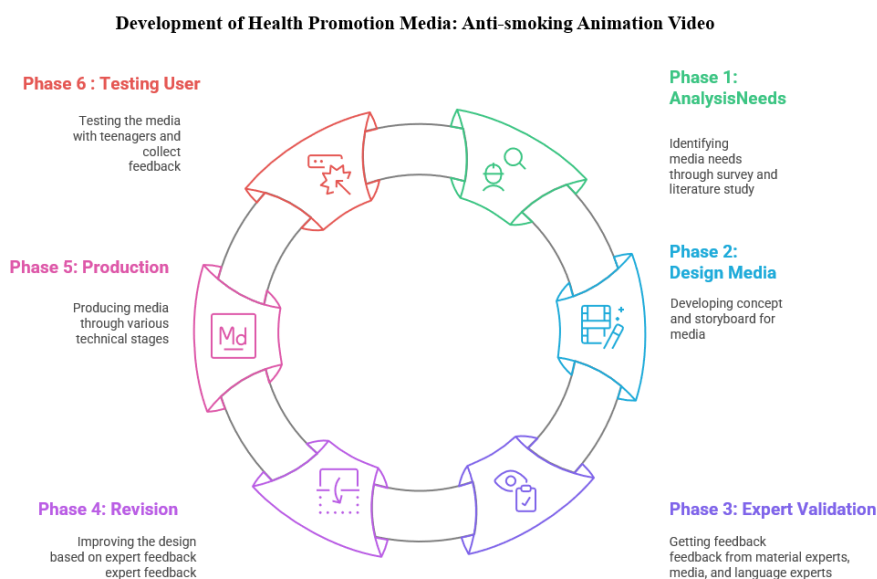 Development of Health Promotion Media: Anti-smoking Animation Video
Phase 1:
AnalysisNeeds
Identifying
media needs
through survey and
literature study
Phase 2:
Design Media
Developing concept
and storyboard for
media
Phase 3: Expert Validation
Getting feedback
feedback from material experts,
media, and language experts
Phase 4: Revision
Improving the design
based on expert feedback
expert feedback
Phase 5: Production
Producing media
through various
technical stages
Md
Phase 6 : Testing User
Testing the media
with teenagers and
collect
feedback